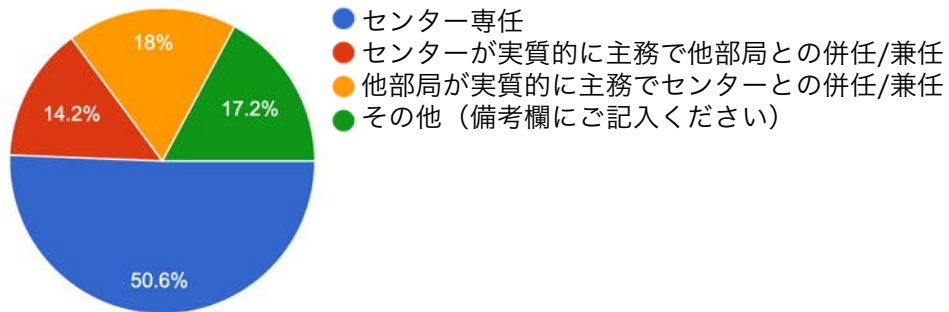 18%
14.2%
17.2%
50.6%
センター専任
センターが実質的に主務で他部局との併任/兼任
他部局が実質的に主務でセンターとの併任/兼任
その他（備考欄にご記入ください）